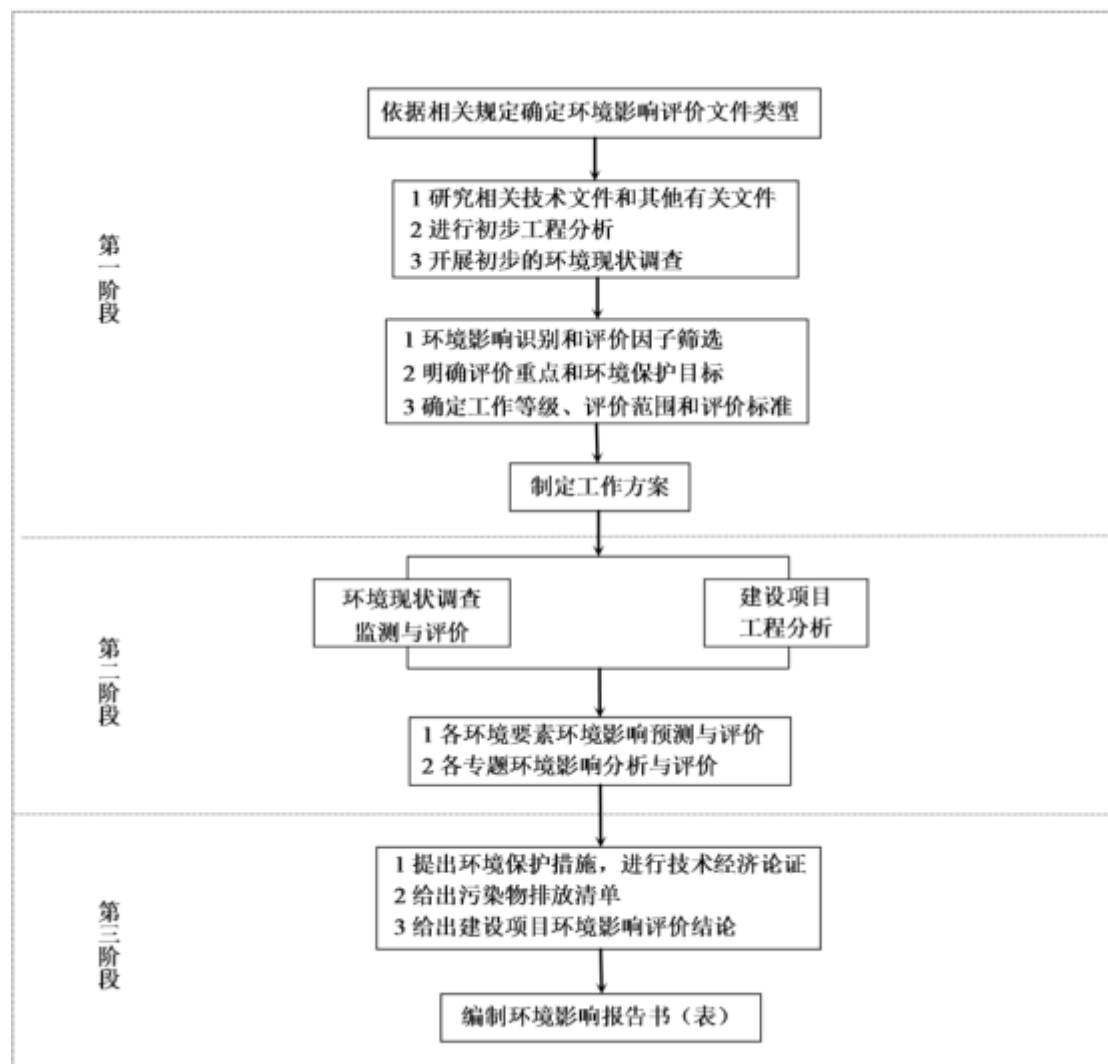 依据相关规定确定环境影响评价文件类型
1 研究相关技术文件和其他有关文件
2 进行初步工程分析
3 开展初步的环境现状调查
第一阶段
1 环境影响识别和评价因子筛选
2 明确评价重点和环境保护目标
3 确定工作等级、评价范围和评价标准
制定工作方案
环境现状调查
监测与评价
建设项目
工程分析
第二阶段
1 各环境要素环境影响预测与评价
2 各专题环境影响分析与评价
1 提出环境保护措施，进行技术经济论证
2 给出污染物排放清单
3 给出建设项目环境影响评价结论
第三阶段
编制环境影响报告书（表）